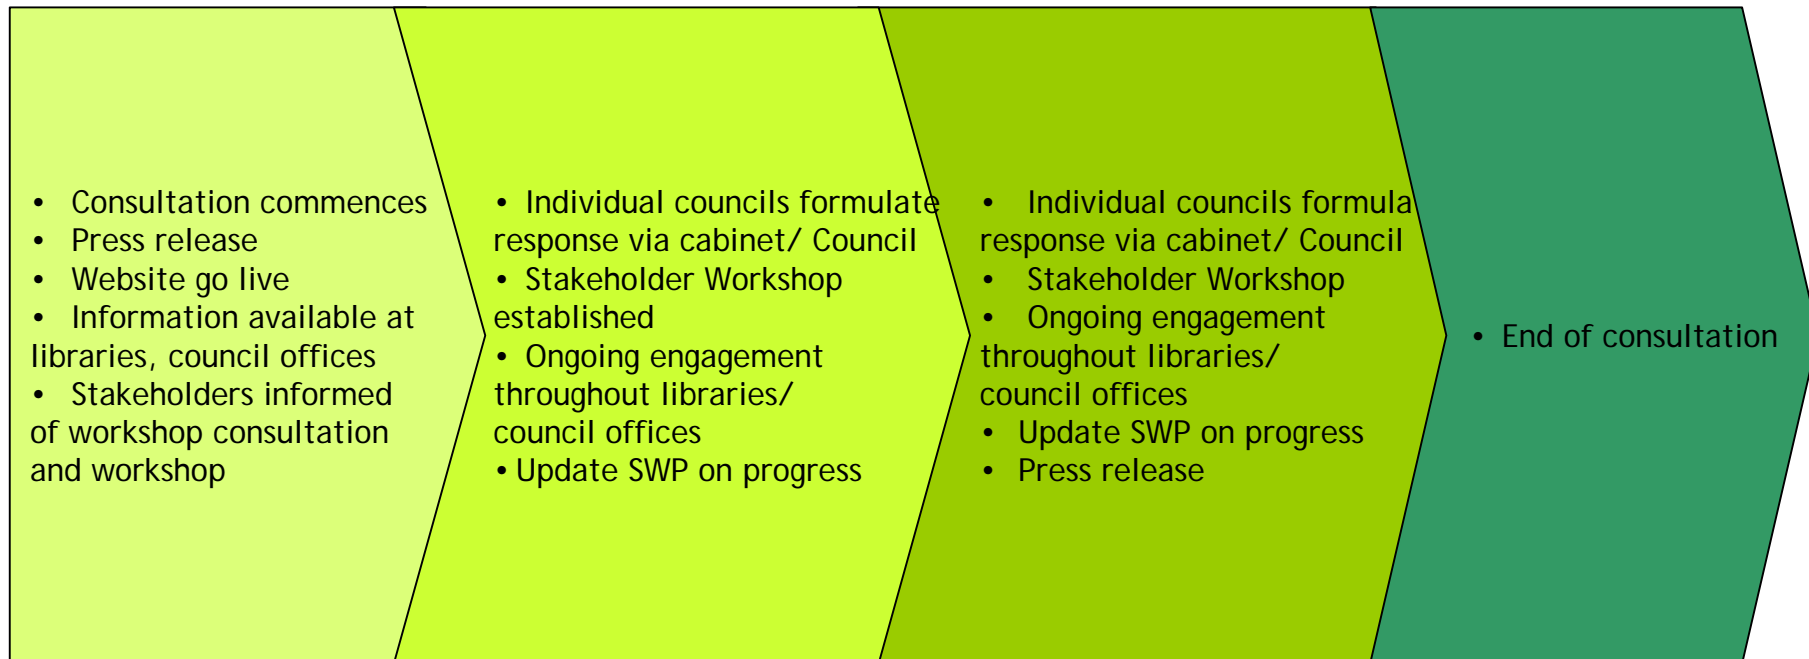 • Consultation commences
• Press release
• Website go live
• Information available at
libraries, council offices
• Stakeholders informed
of workshop consultation
and workshop
• Individual councils formulate
response via cabinet/ Council
• Stakeholder Workshop
established
• Ongoing engagement
throughout libraries/
council offices
• Update SWP on progress
• Individual councils formula
response via cabinet/ Council
• Stakeholder Workshop
• Ongoing engagement
throughout libraries/
council offices
• Update SWP on progress
• Press release
• End of consultation